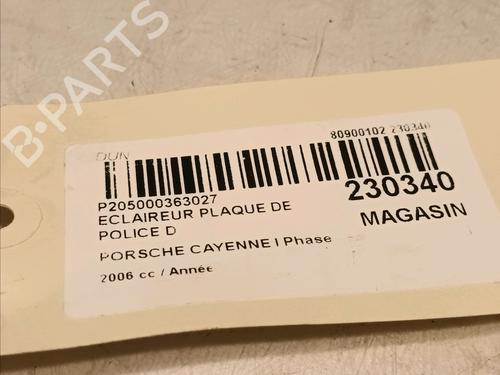 B-PARTS
DUN
80900102 230340
P205000363027
230340
ECLAIREUR PLAQUE DE
POLICE D
MAGASIN
PORSCHE CAYENNE I Phase
2006 cc / Année